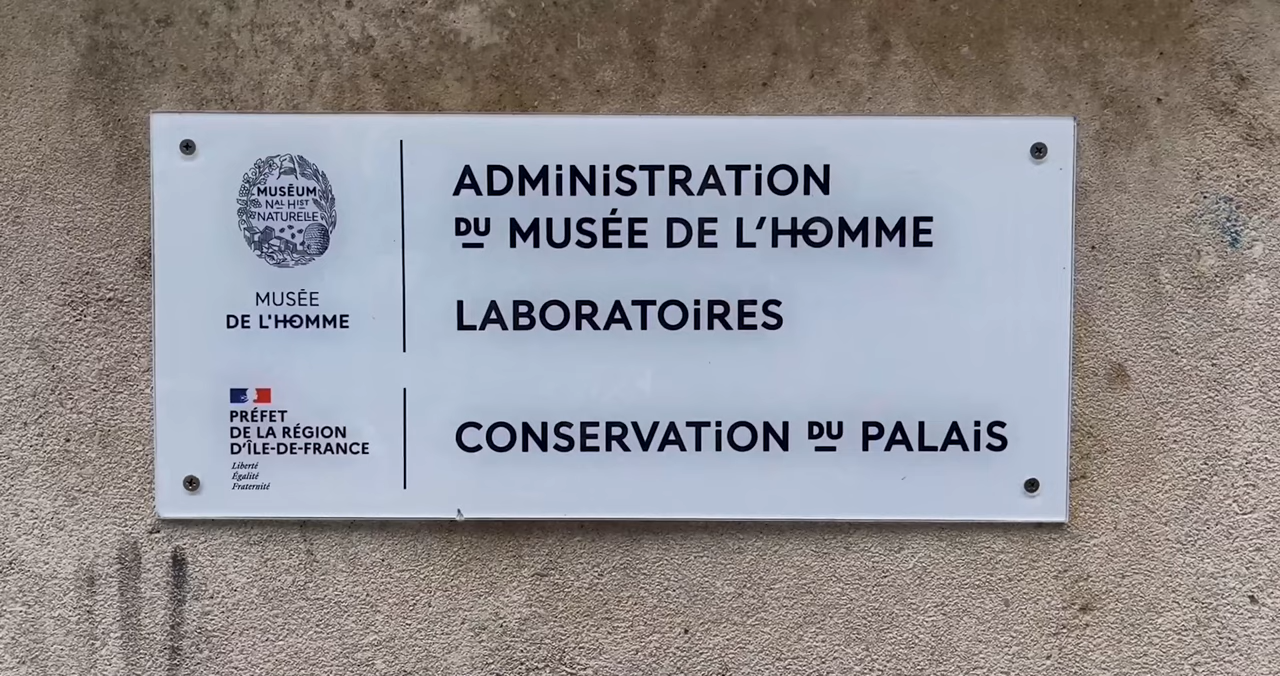 MUSÉUM
NAL HIST
NATURELLE
MUSÉE
DE L'HOMME
ADMiNiSTRATiON
DU MUSÉE DE L'HOMME
LABORATOiRES
PRÉFET
DE LA RÉGION
D'ÎLE-DE-FRANCE
Liberté
Égalité
Fraternité
CONSERVATiON DU PALAiS